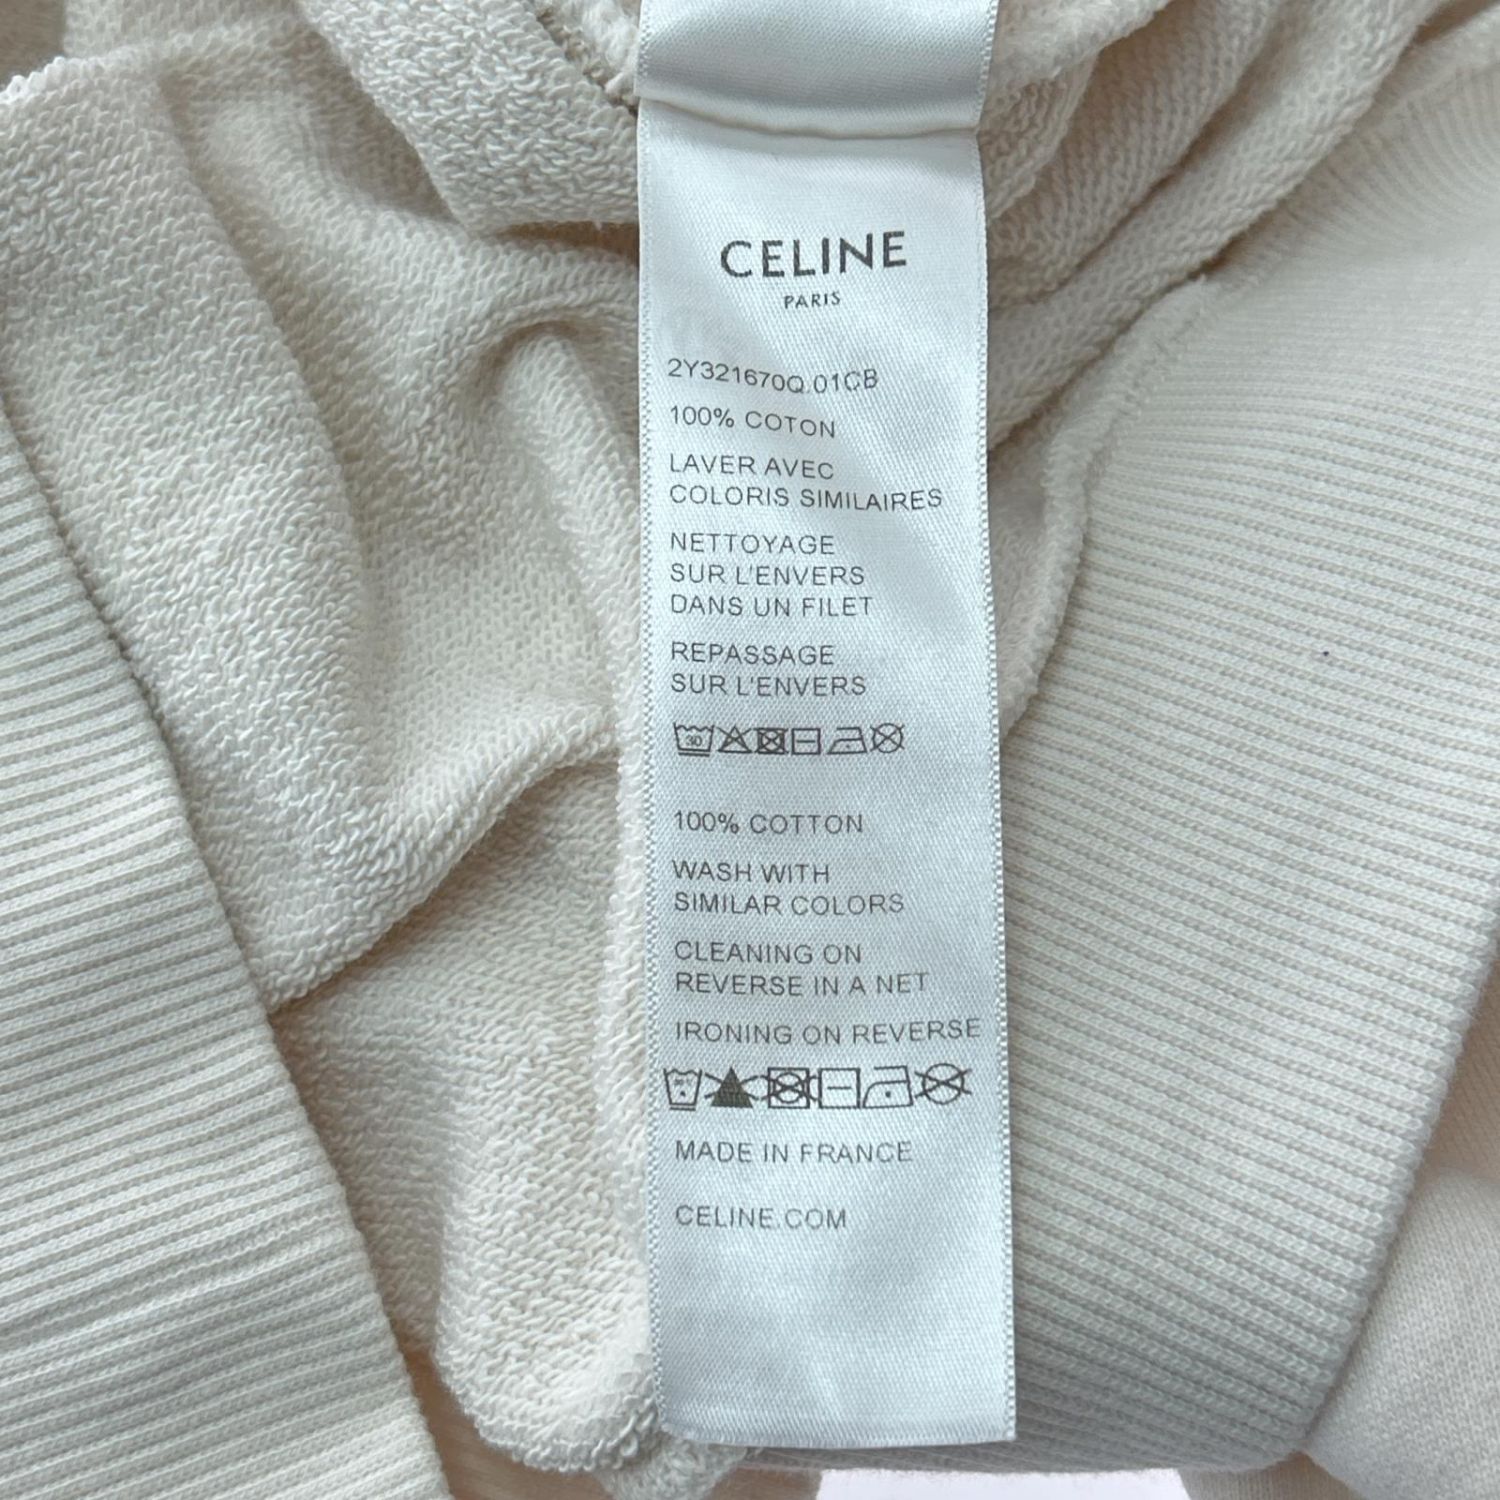 CELINE
PARIS
2Y321670Q.01CB
100% COTON
LAVER AVEC
COLORIS SIMILAIRES
NETTOYAGE
SUR L'ENVERS
DANS UN FILET
REPASSAGE
SUR L'ENVERS
30
100% COTTON
WASH WITH
SIMILAR COLORS
CLEANING ON
REVERSE IN A NET
IRONING ON REVERSE
MADE IN FRANCE
CELINE.COM